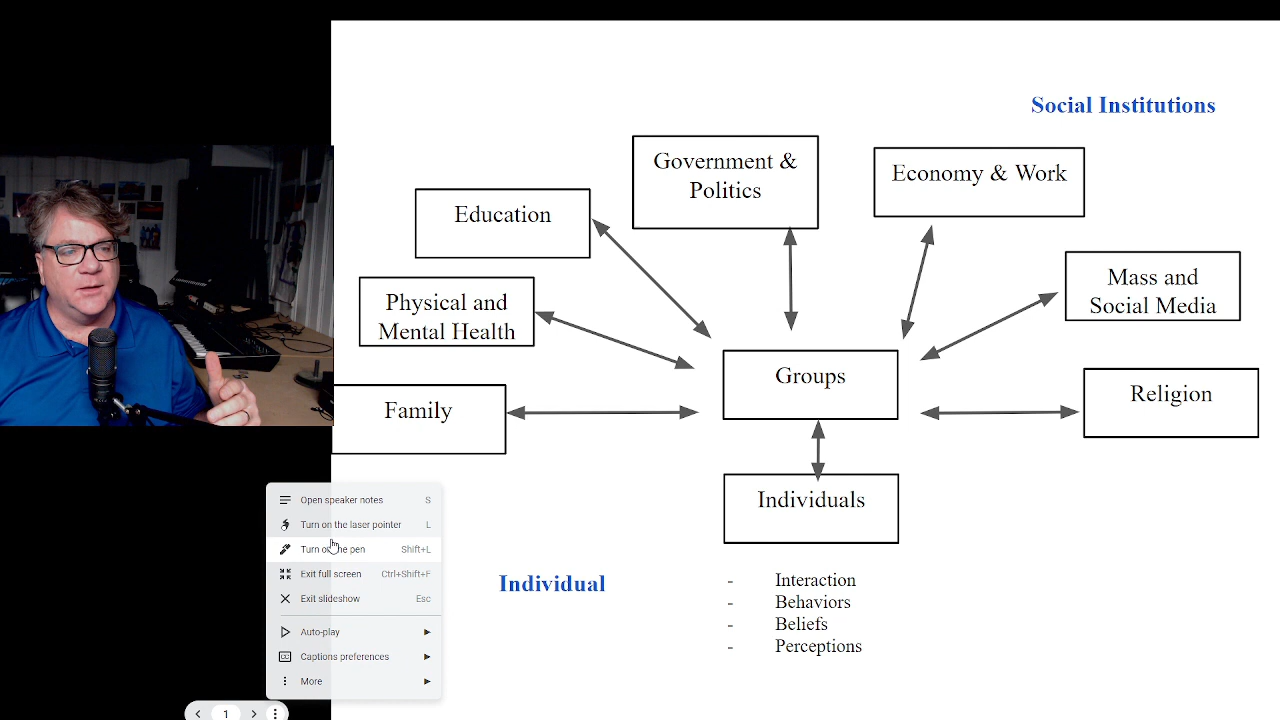 Social Institutions
Government &
Politics
Economy & Work
Education
Mass and
Social Media
Physical and
Mental Health
Groups
Religion
Family
Individuals
Individual
- Interaction
- Behaviors
- Beliefs
- Perceptions
Open speaker notes S
Turn on the laser pointer L
Turn on the pen Shift+L
Exit full screen Ctrl+Shift+F
Exit slideshow Esc
Auto-play
CC Captions preferences
More
1